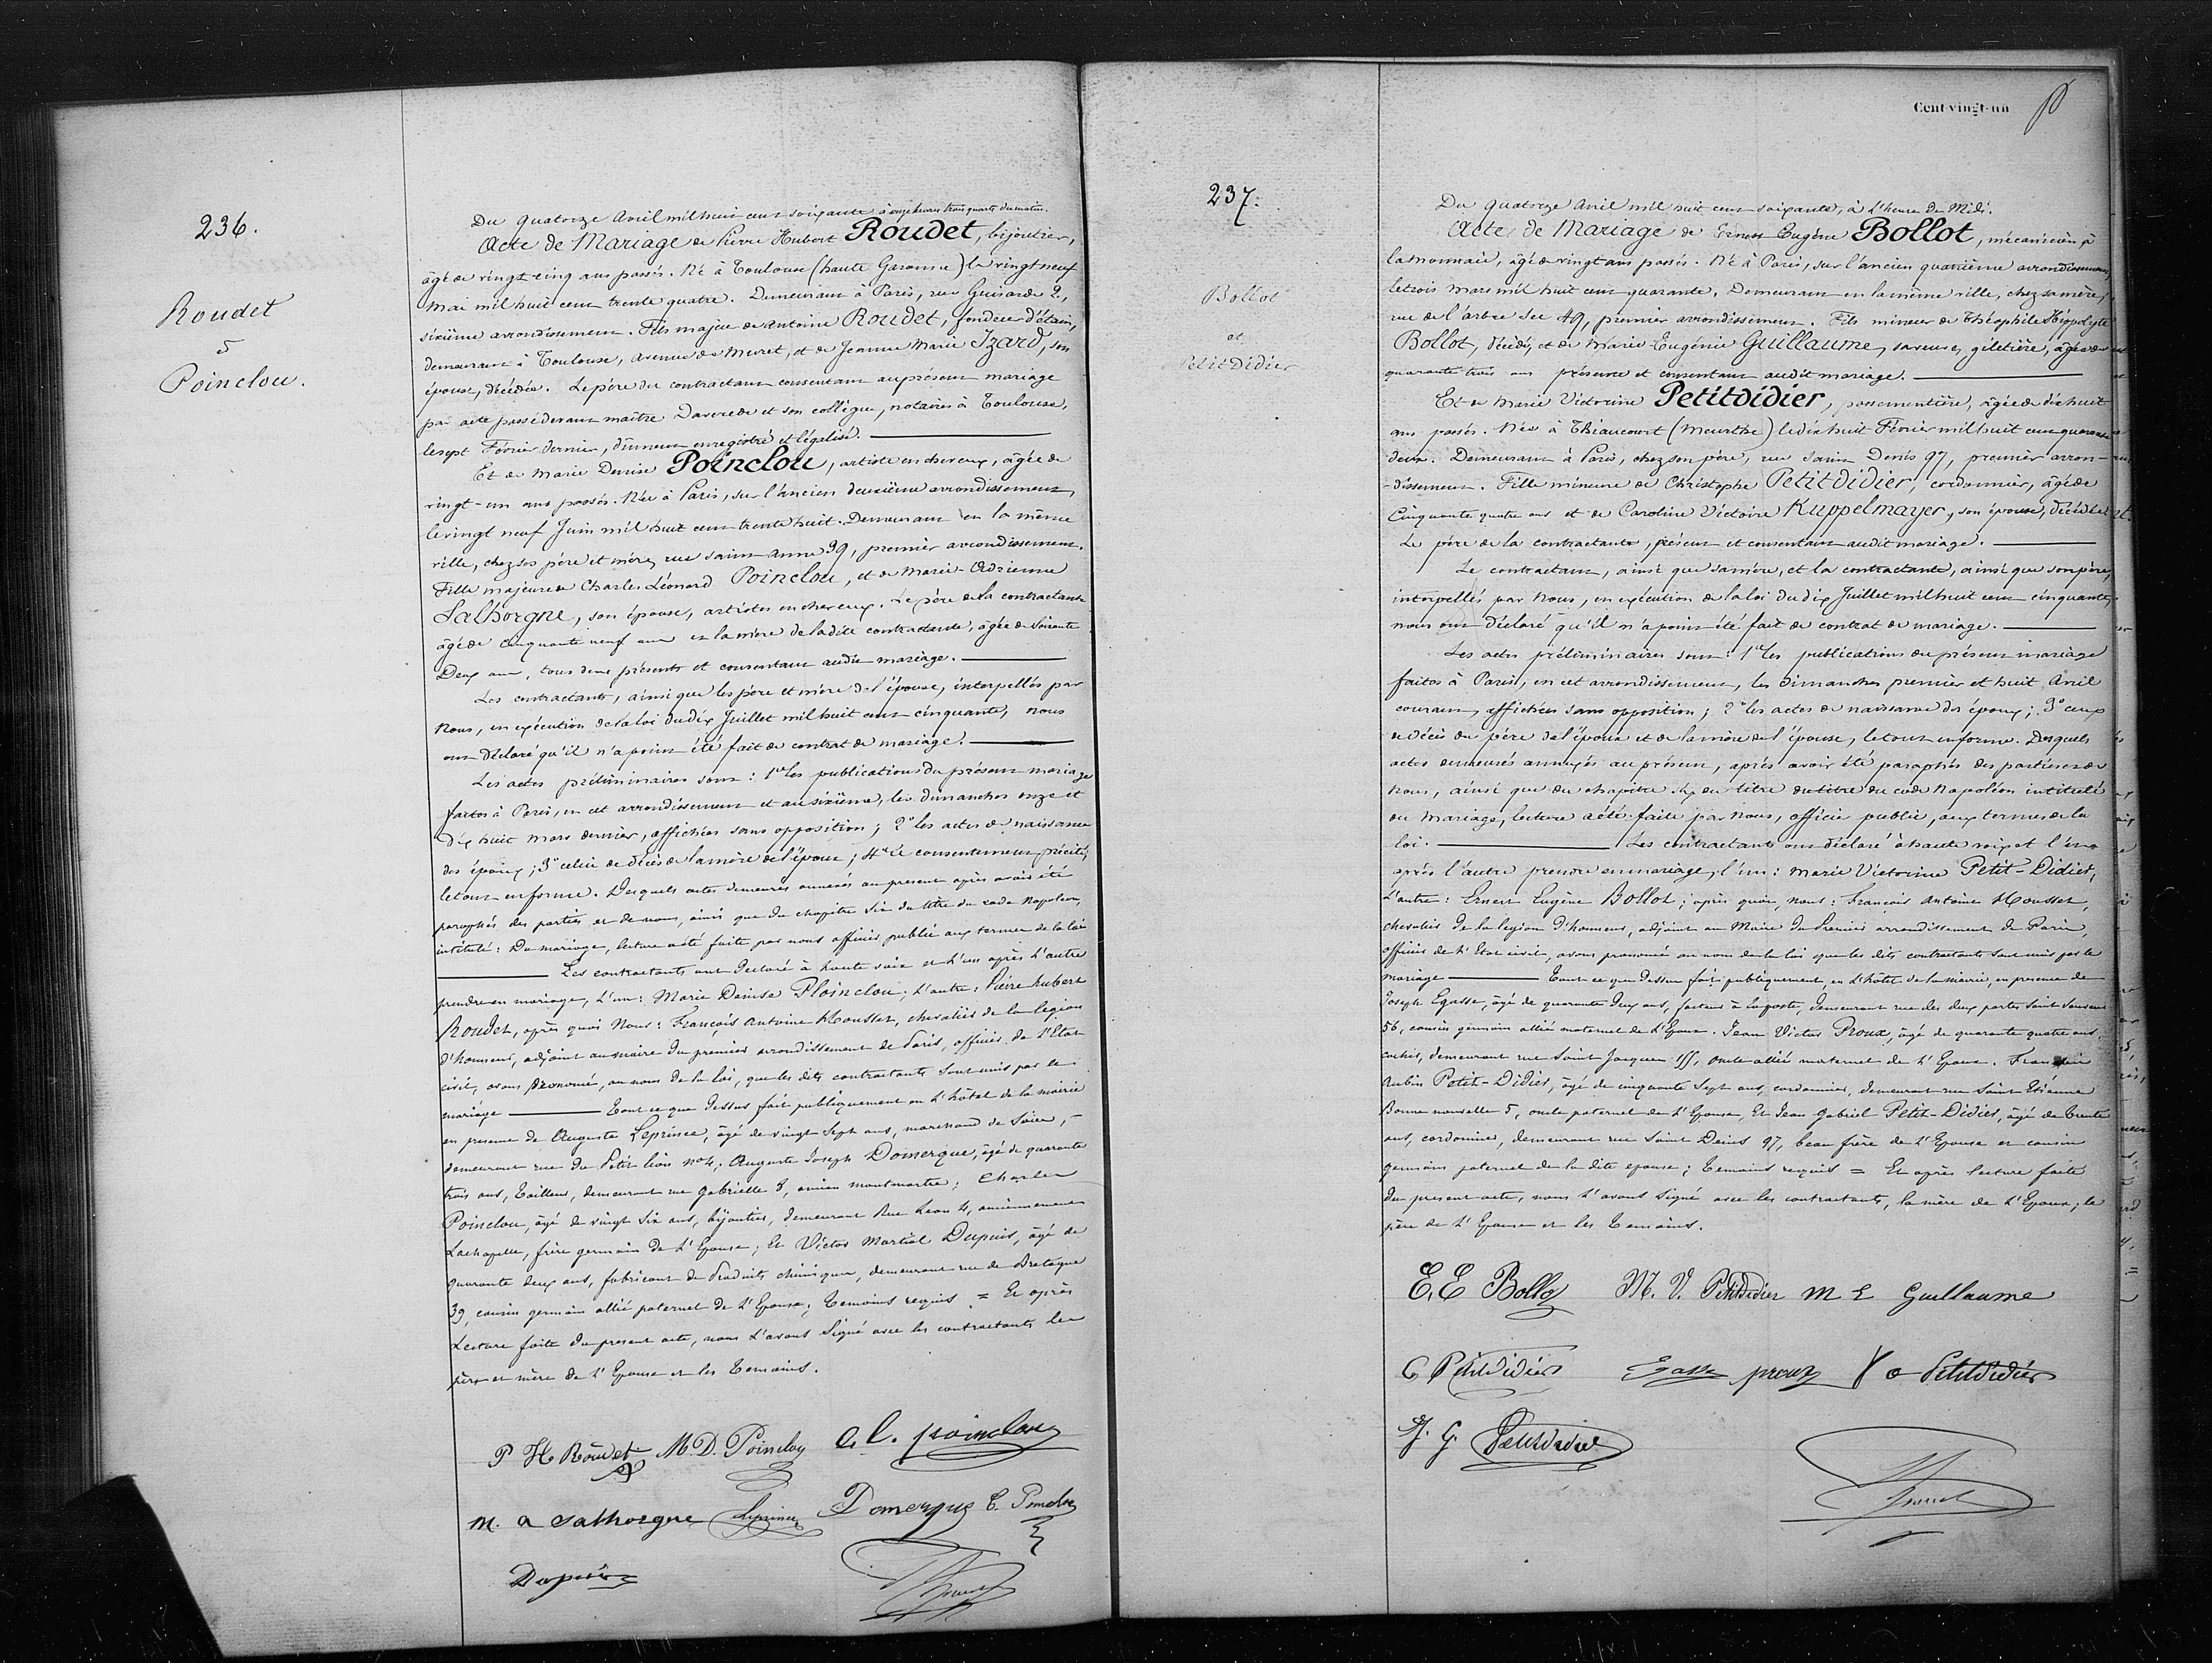 236.
Roudet
&
Poinclou.
Du quatorze Avril mil huit cent soixante à onze heures trois quarts du matin.
Acte de Mariage de Pierre Hubert Roudet, bijoutier,
âgé de vingt-cinq ans passés. Né à Toulouse (haute Garonne) le vingt neuf
Mai mil huit cent trente quatre. Demeurant à Paris, rue Guisarde 2,
sixième arrondissement. Fils majeur de Antoine Roudet, fondeur d'étain,
demeurant à Toulouse, avenue de Muret, et de Jeanne Marie Izard, son
épouse, décédée. Le père du contractant consentant au présent mariage
par acte passé devant maître et son collègue, notaires à Toulouse,
le sept Février dernier, dûment enregistré et légalisé.
Et de Marie Denise Poinclou, artiste en cheveux, âgée de
vingt-un ans passés. Née à Paris, sur l'ancien deuxième arrondissement,
le vingt neuf Juin mil huit cent trente huit. Demeurant en la même
ville, chez ses père et mère, rue sainte anne 39, premier arrondissement.
Fille majeure de Charles Léonard Poinclou, et de Marie-Adrienne
Salhorgne, son épouse, artistes en cheveux. Le père de la contractante
âgé de cinquante neuf ans et la mère de la dite contractante, âgée de soixante
Deux ans, tous deux présents et consentant audit mariage.
Les contractants, ainsi que les père et mère de l'épouse, interpellés par
Nous, en exécution de la loi du dix Juillet mil huit cent cinquante, nous
ont déclaré qu'il n'a point été fait de contrat de mariage.
Les actes préliminaires sont : 1° les publications du présent mariage
faites à Paris, en cet arrondissement et au sixième, les dimanches onze et
dix huit mars dernier, affichées sans opposition ; 2° les actes de naissance
des époux ; 3° celui de décès de la mère de l'époux ; 4° le consentement précité,
le tout en forme. Desquels actes demeurés annexés au present après avoir été
paraphés des parties et de nous, ainsi que du chapitre six du titre du code Napoléon,
intitulé : Du mariage, lecture a été faite par nous officier public aux termes de la loi
Les contractants ont declaré à haute voix et l'un après l'autre
prendre en mariage, L'un : Marie Denise Ploinclou ; L'autre : Pierre hubert
Roudet, après quoi Nous : François Antoine Housset, chevalier de la legion
d'honneur, adjoint au maire du premier arrondissement de Paris, officier de l'Etat
civil, avons prononcé, au nom de la loi, que les dits contractants sont unis par le
mariage Tout ce que dessus fait publiquement en L'hôtel de la mairie
en presence de Auguste Leprince, âgé de vingt sept ans, marchand de Soies,
demeurant rue du Petit lion no 4 ; Auguste Joseph Domerque, âgé de quarante
trois ans, Tailleur, demeurant rue gabrielle 8, ancien montmartre ; Charles
Poinclou, âgé de vingt six ans, bijoutier, demeurant Rue Leon 4, anciennement
Lachapelle, frère germain de L'Epouse ; Et Victor Martial Dupuis, âgé de
quarante deux ans, fabricant de Produits chimiques, demeurant rue de Bretagne
39, cousin germain allié paternel de L'Epouse ; Temoins requis = Et après
Lecture faite du present acte, nous L'avons Signé avec les contractants les
père et mère de L'Epouse et les Temoins.
P H Roudet M. D. Poinclou C. L. poinclou
M. a Salhorgne Leprince Domergue C. Poinclou
Dupuis
Cent-vingt-un
237.
Bollot
et
PetitDidier
Du quatorze Avril mil huit cent soixante, à l'heure de Midi.
Acte de Mariage de Ernest Eugène Bollot, mécanicien à
la monnaie, âgé de vingt ans passés. Né à Paris, sur l'ancien quatrième arrondissement,
le trois Mars mil huit cent quarante. Demeurant en la même ville, chez sa mère,
rue de l'arbre sec 49, premier arrondissement. Fils mineur de Théophile Hippolyte
Bollot, décédé, et de Marie Eugénie Guillaume, sa veuve, giletière, âgée de
quarante trois ans présente et consentant audit mariage.
Et de Marie Victorine Petitdidier, passementière, âgée de dix huit
ans passés. Née à Thiaucourt (Meurthe) le dix huit Février mil huit cent quarante
deux. Demeurant à Paris, chez son père, rue saint Denis 97, premier arron-
-dissement. Fille mineure de Christophe Petitdidier, cordonnier, âgé de
Cinquante quatre ans et de Caroline Victoire Kuppelmayer, son épouse, décédée
Le père de la contractante, présent et consentant audit mariage.
Le contractant, ainsi que sa mère, et la contractante, ainsi que son père,
interpellés par Nous, en exécution de la loi du dix Juillet mil huit cent cinquante,
nous ont déclaré qu'il n'a point été fait de contrat de mariage.
Les actes préliminaires sont : 1° les publications du présent mariage
faites à Paris, en cet arrondissement, les dimanches premier et huit Avril
courant, affichées sans opposition ; 2° les actes de naissance des époux ; 3° ceux
de décès du père de l'époux et de la mère de l'épouse, le tout en forme. Desquels
actes demeurés annexés au présent, après avoir été paraphés des parties et de
Nous, ainsi que du chapitre six du titre du titre du code Napoléon intitulé
du Mariage, lecture a été faite par Nous, officier public, aux termes de la
loi. Les contractants ont déclaré à haute voix et l'un
après l'autre prendre en mariage, l'un : Marie Victorine Petit-Didier,
L'autre : Ernest Eugène Bollot ; après quoi, nous : François Antoine Housset,
chevalier de la legion d'honneur, adjoint au Maire du Premier arrondissement de Paris,
officier de l'Etat civil, avons prononcé au nom de la loi que les dits contractants sont unis par le
mariage Tout ce que dessus fait publiquement en L'hôtel de la mairie, en presence de
Joseph Egasse, âgé de quarante deux ans, facteur à la poste, demeurant rue des deux portes Saint Sauveur
56, cousin germain allié maternel de L'Epoux. Jean Victor Proux, âgé de quarante quatre ans,
cocher, demeurant rue Saint Jacques 155, oncle allié maternel de L'Epoux. François
Aubin Petit-Didier, âgé de cinquante Sept ans, cordonnier, demeurant rue Saint Etienne
Bonne nouvelle 5, oncle paternel de L'Epouse, Et Jean Gabriel Petit-Didier, âgé de Trente
ans, cordonnier, demeurant rue Saint Denis 97, beau frère de L'Epouse et cousin
germain paternel de la dite epouse ; Temoins requis = Et après lecture faite
du present acte, nous L'avons Signé avec les contractants, la mère de L'Epoux, le
père de L'Epouse et les Temoins.
E. E Bollot M. V. Petitdidier M E Guillaume
C Petitdidier Egasse proux f a Petitdidier
J. G. Petitdidier